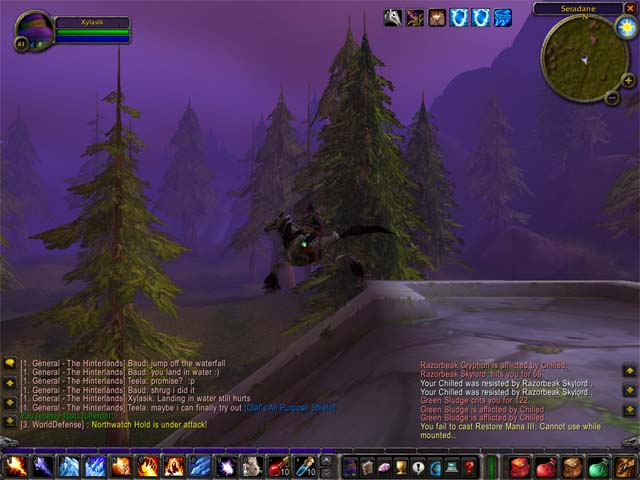 Xylasik
41
Seradane
N
[1. General - The Hinterlands] Baud: jump off the waterfall
[1. General - The Hinterlands] Baud: you land in water :)
[1. General - The Hinterlands] Teela: promise? :p
[1. General - The Hinterlands] Baud: shrug i did it
[1. General - The Hinterlands] Xylasik: Landing in water still hurts
[1. General - The Hinterlands] Teela: maybe i can finally try out [Olaf's All Purpose Shield]
You receive loot: [Liferoot]
[3. WorldDefense] : Northwatch Hold is under attack!
Razorbeak Gryphon is afflicted by Chilled.
Razorbeak Skylord. hits you for 66.
Your Chilled was resisted by Razorbeak Skylord .
Your Chilled was resisted by Razorbeak Skylord .
Green Sludge crits you for 122.
Green Sludge is afflicted by Chilled
Green Sludge is afflicted by Chilled
You fail to cast Restore Mana III: Cannot use while
mounted..
10
10